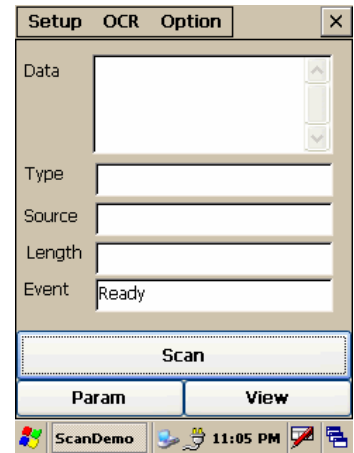 Setup OCR Option
Data
Type
Source
Length
Event Ready
Scan
Param View
ScanDemo 11:05 PM